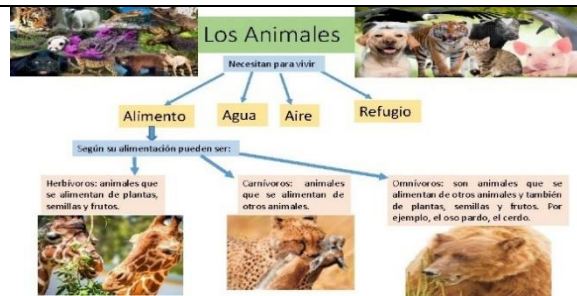 Los Animales
Necesitan para vivir
Alimento
Agua
Aire
Refugio
Según su alimentación pueden ser:
Herbívoros: animales que
se alimentan de plantas,
semillas y frutos.
Carnívoros: animales
que se alimentan de
otros animales.
Omnívoros: son animales que se
alimentan de otros animales y también
de plantas, semillas y frutos. Por
ejemplo, el oso pardo, el cerdo.